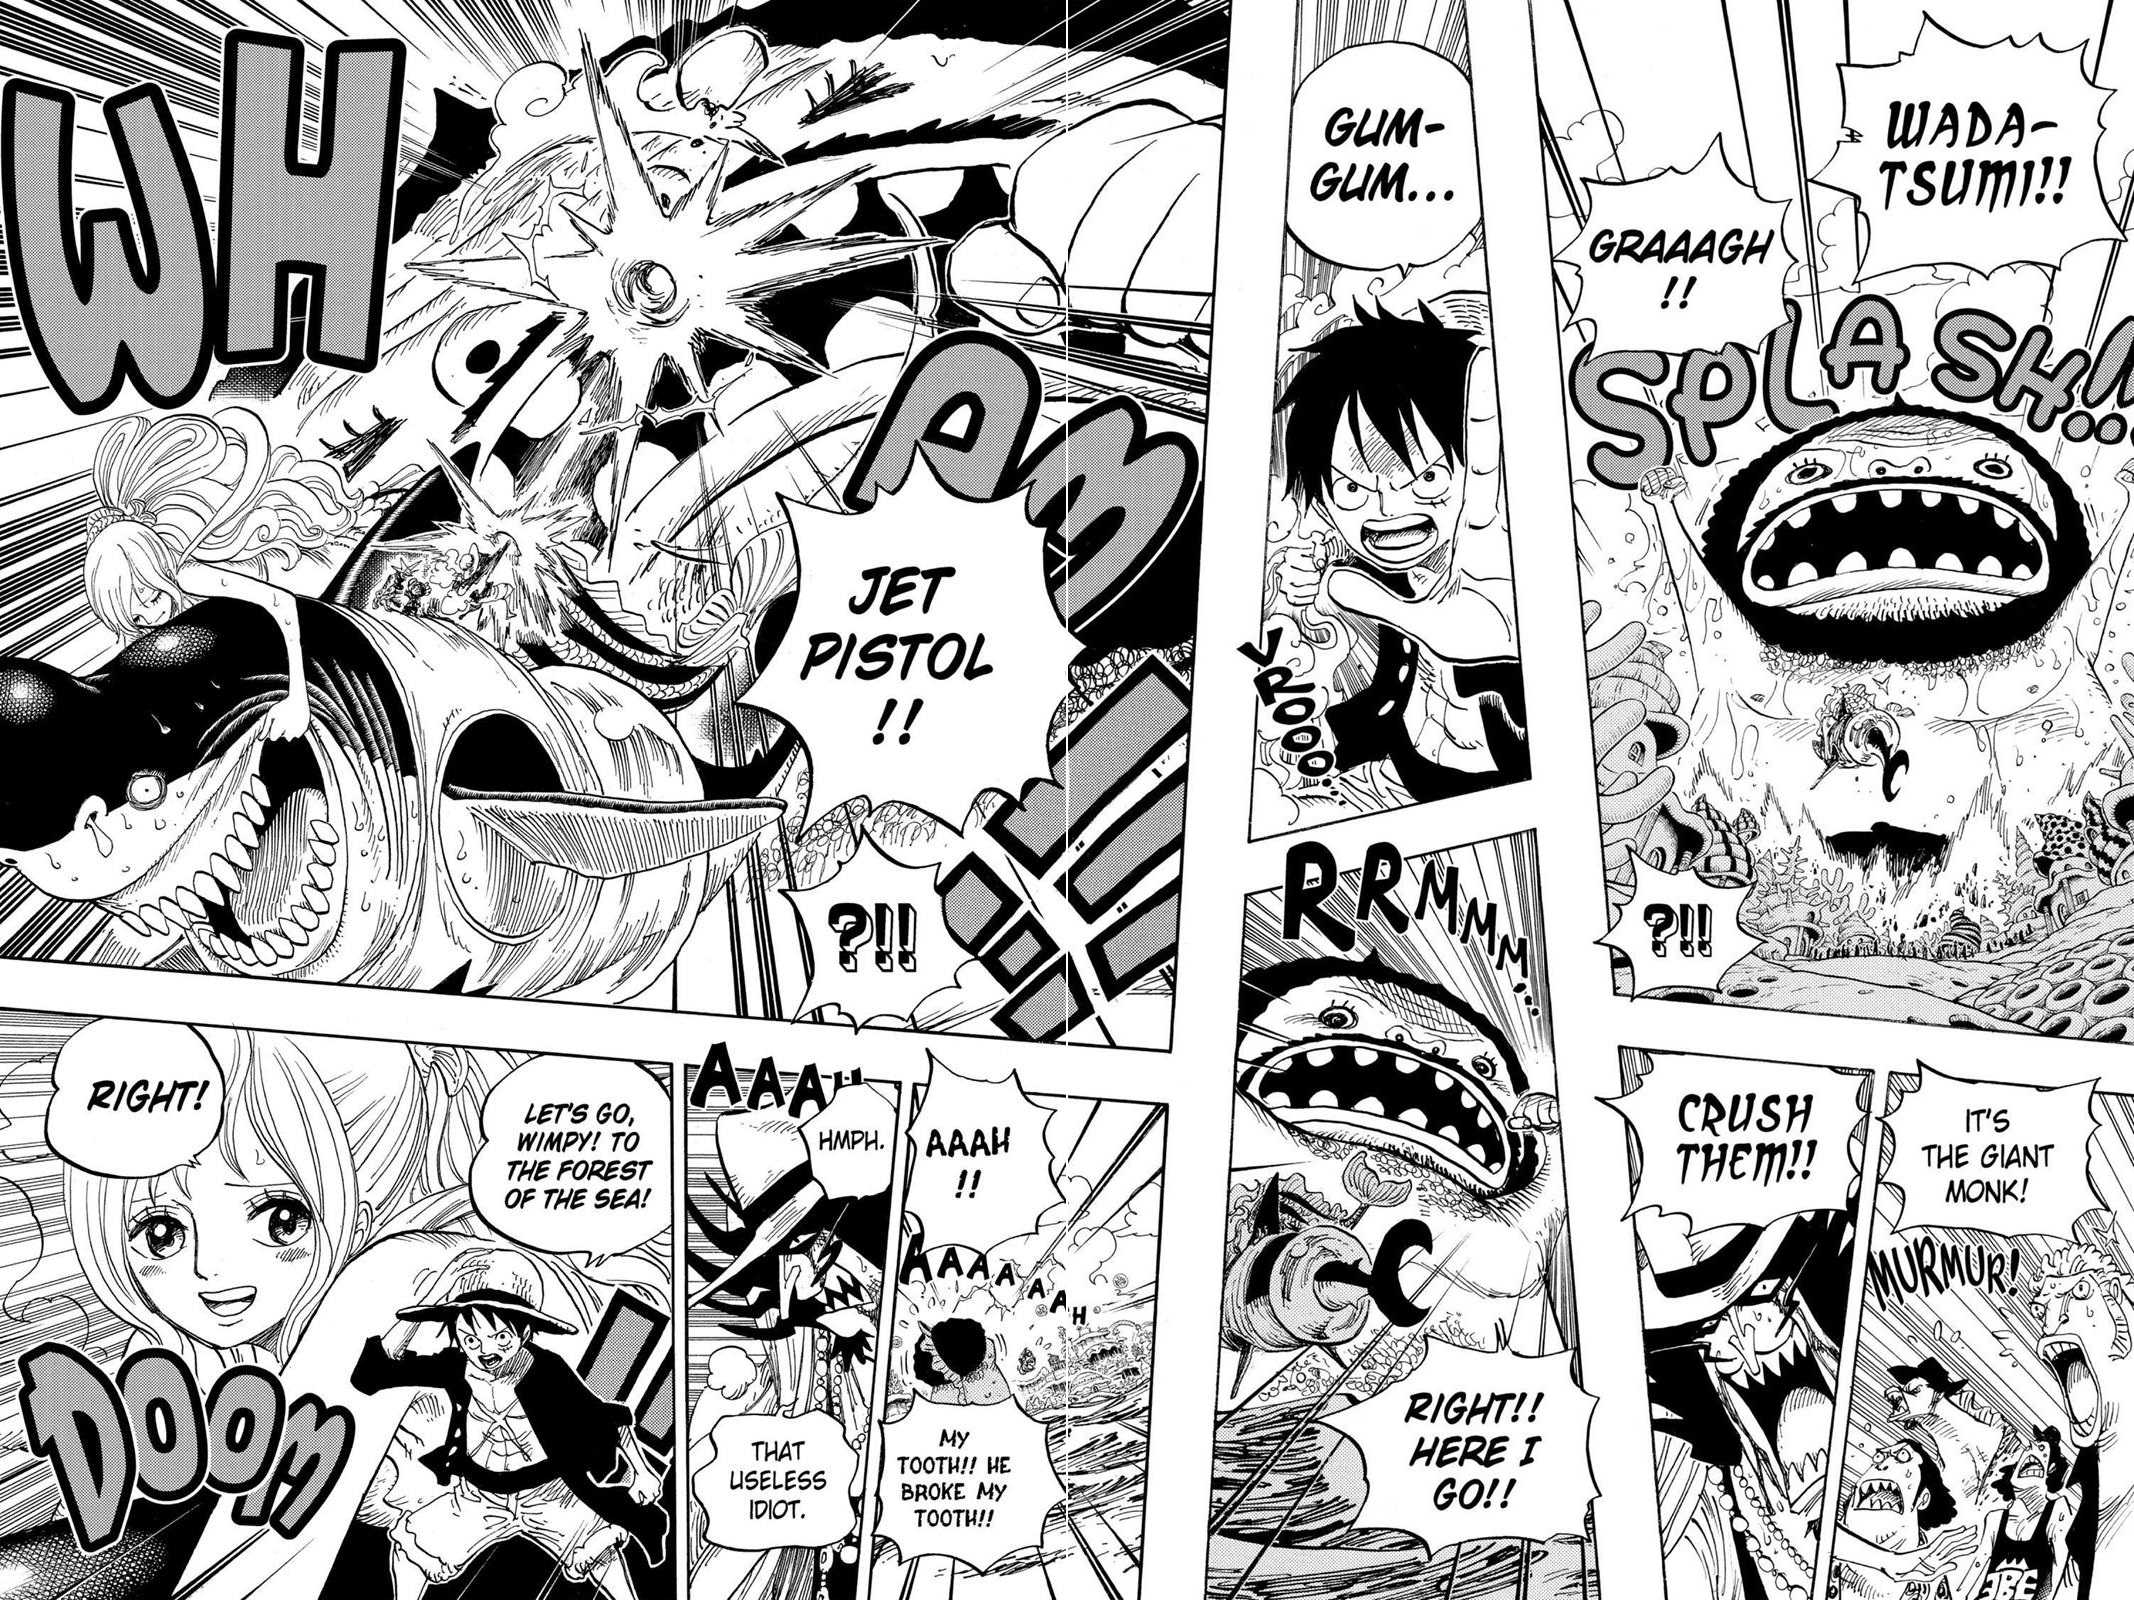 WADA-
TSUMI!!
GRAAAGH
!!
SPLASH!!
?!!
IT'S
THE GIANT
MONK!
MURMUR!
CRUSH
THEM!!
GUM-
GUM...
VROOO...
RRMMM...
RIGHT!!
HERE I
GO!!
WHAM!!
JET
PISTOL
!!
?!!
AAAH
!!
AAAAAAH
MY
TOOTH!! HE
BROKE MY
TOOTH!!
AAAH
HMPH.
THAT
USELESS
IDIOT.
LET'S GO,
WIMPY! TO
THE FOREST
OF THE SEA!
RIGHT!
DOOM!!